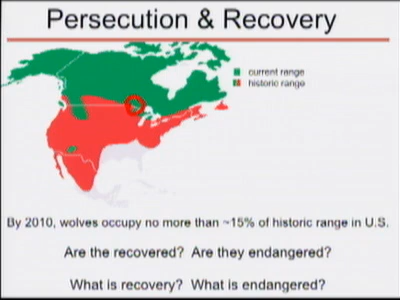 Persecution & Recovery
current range
historic range
By 2010, wolves occupy no more than ~15% of historic range in U.S.
Are the recovered? Are they endangered?
What is recovery? What is endangered?